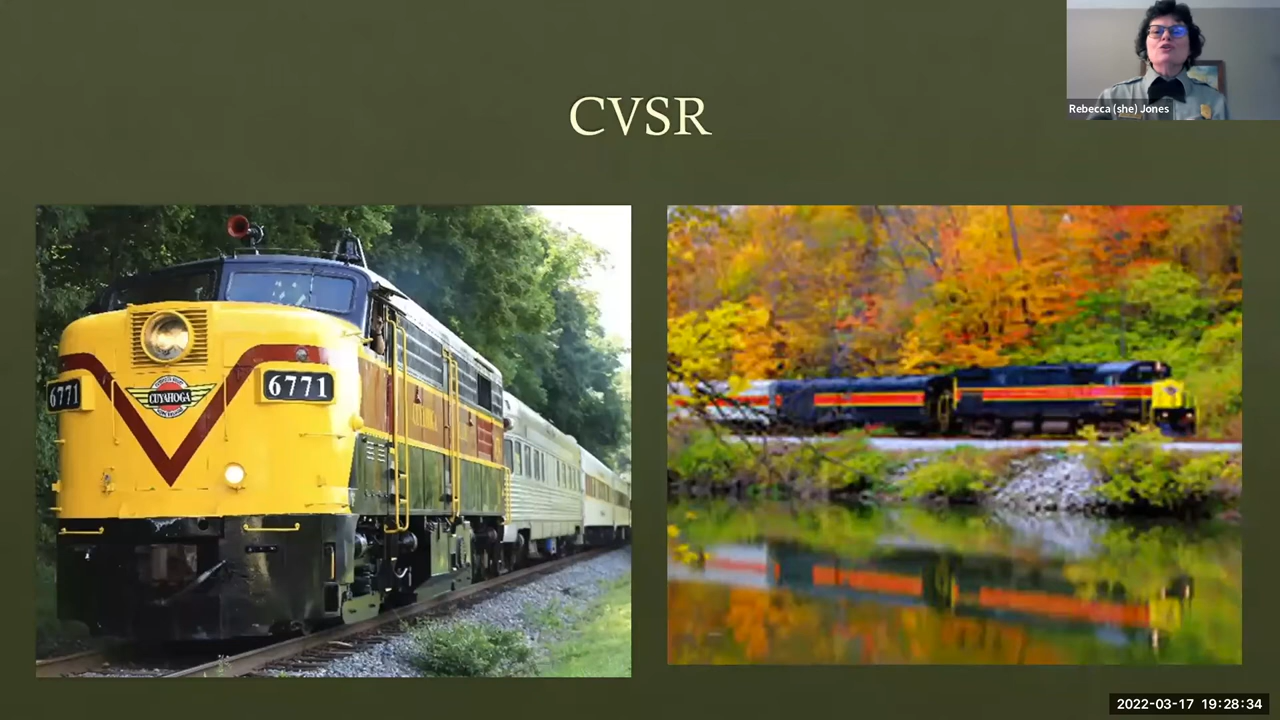 CVSR
Rebecca (she) Jones
6771
CUYAHOGA
6771
2022-03-17 19:28:34